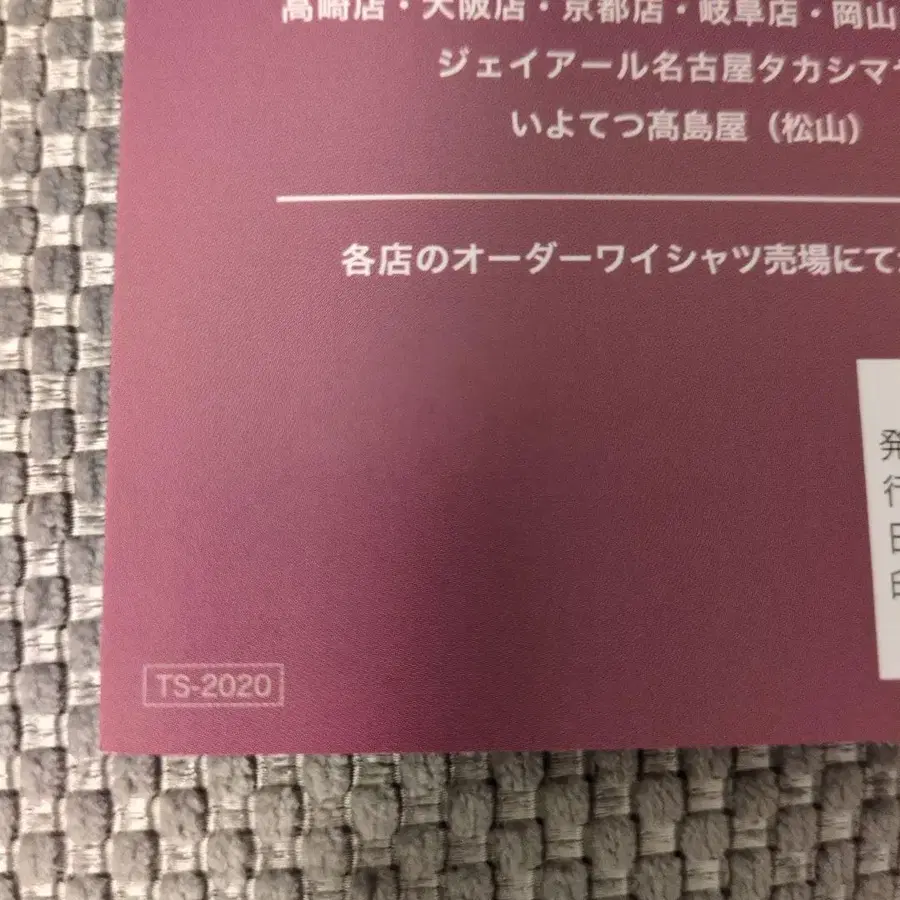 高崎店・大阪店・京都店・岐阜店・岡山
ジェイアール名古屋タカシマヤ
いよてつ髙島屋（松山）
各店のオーダーワイシャツ売場にて
発
行
TS-2020